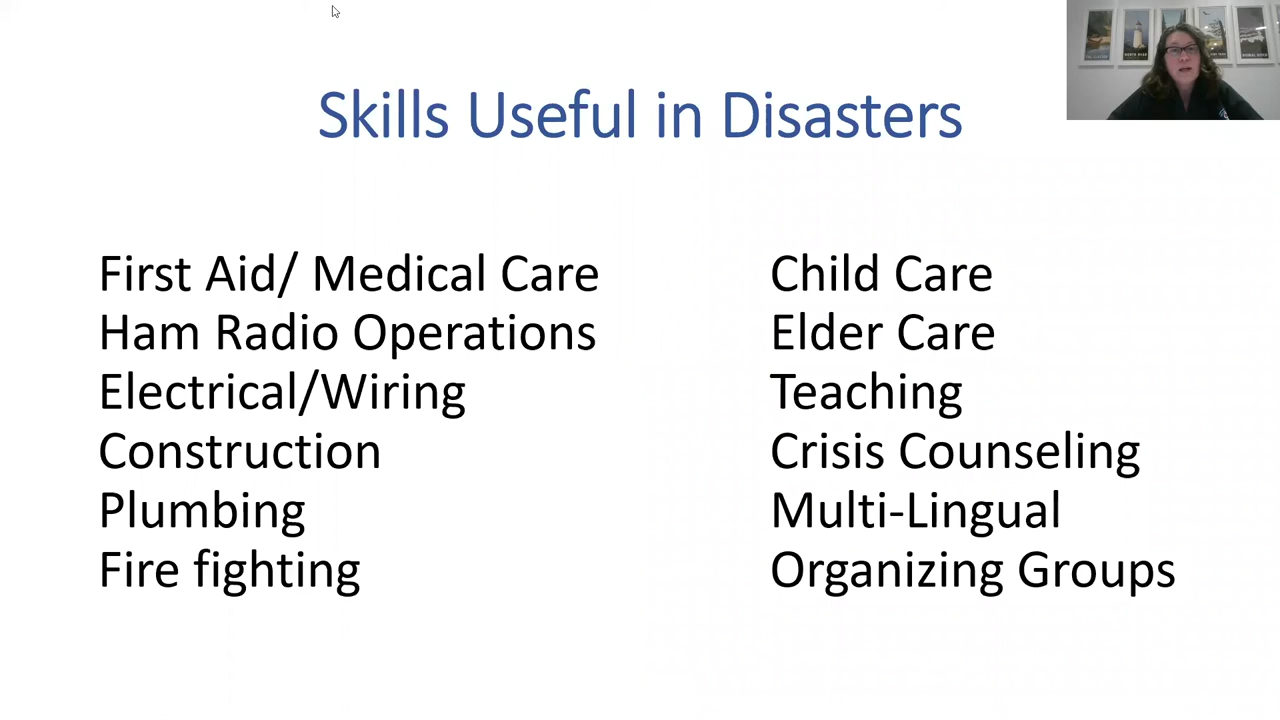 Skills Useful in Disasters
First Aid/ Medical Care
Ham Radio Operations
Electrical/Wiring
Construction
Plumbing
Fire fighting
Child Care
Elder Care
Teaching
Crisis Counseling
Multi-Lingual
Organizing Groups